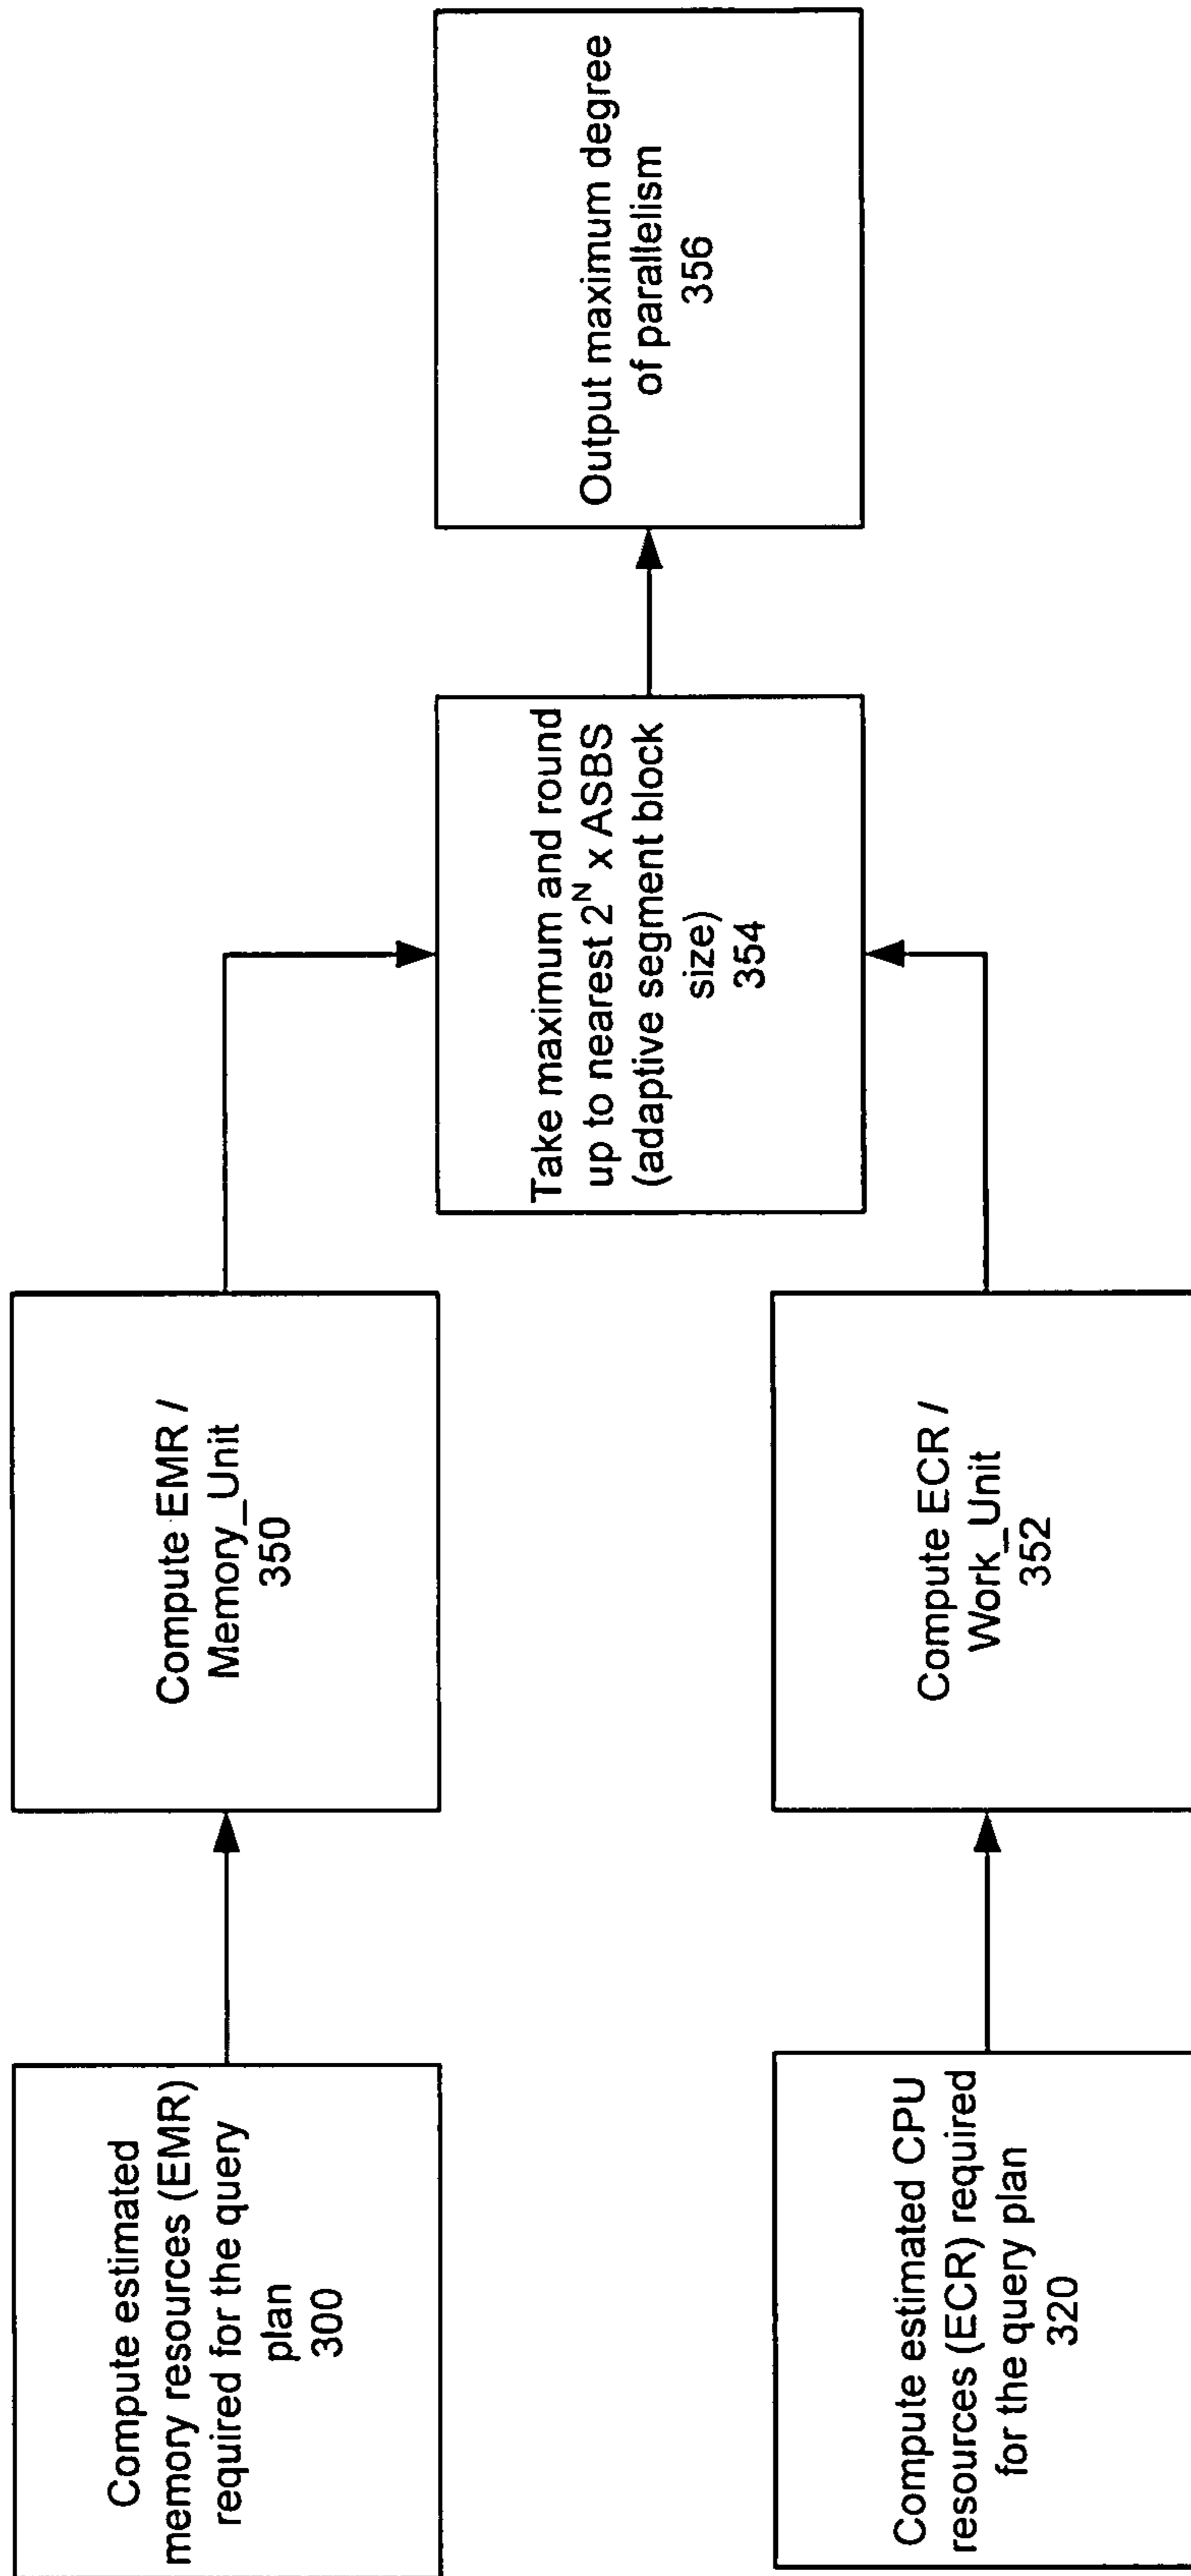 Compute estimated
memory resources (EMR)
required for the query
plan
300
Compute EMR /
Memory_Unit
350
Compute estimated CPU
resources (ECR) required
for the query plan
320
Compute ECR /
Work_Unit
352
Take maximum and round
up to nearest 2^N x ASBS
(adaptive segment block
size)
354
Output maximum degree
of parallelism
356